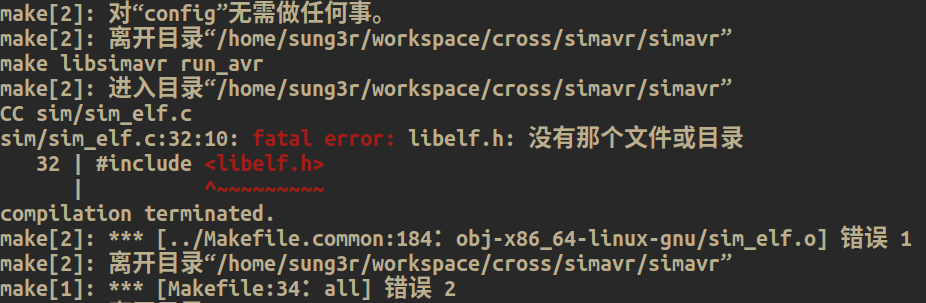 make[2]: 对“config”无需做任何事。
make[2]: 离开目录“/home/sung3r/workspace/cross/simavr/simavr”
make libsimavr run_avr
make[2]: 进入目录“/home/sung3r/workspace/cross/simavr/simavr”
CC sim/sim_elf.c
sim/sim_elf.c:32:10: fatal error: libelf.h: 没有那个文件或目录
   32 | #include <libelf.h>
      |          ^~~~~~~~~~
compilation terminated.
make[2]: *** [../Makefile.common:184：obj-x86_64-linux-gnu/sim_elf.o] 错误 1
make[2]: 离开目录“/home/sung3r/workspace/cross/simavr/simavr”
make[1]: *** [Makefile:34：all] 错误 2